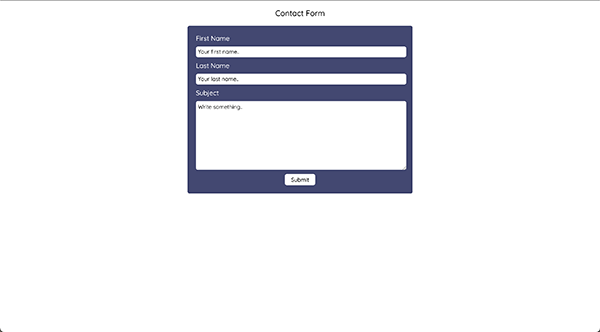 Contact Form
First Name
Your first name..
Last Name
Your last name..
Subject
Write something..
Submit